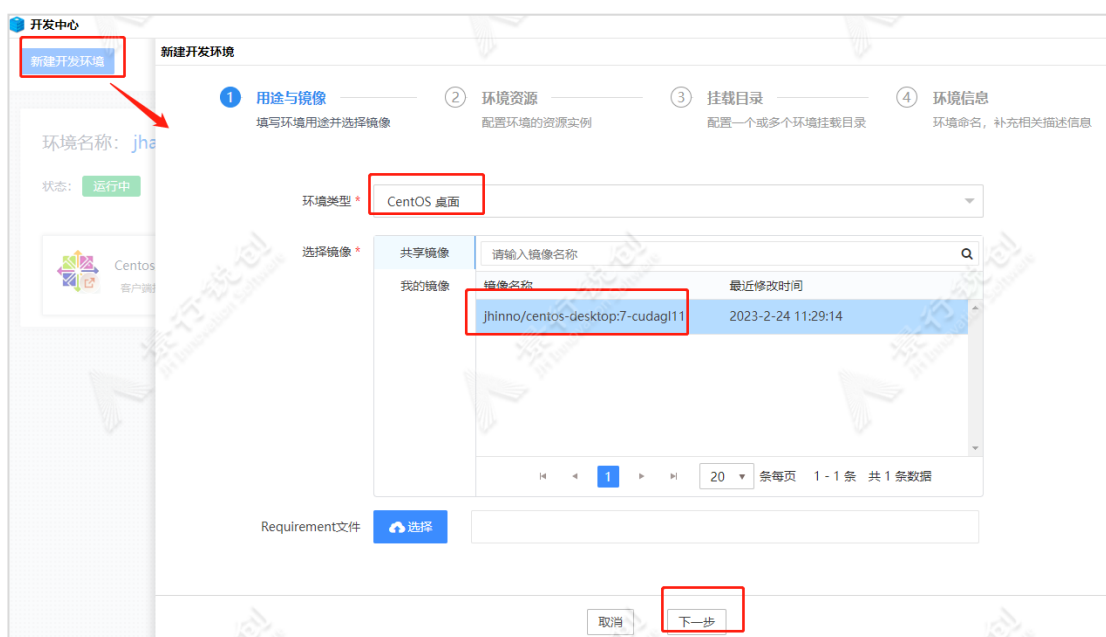 开发中心
新建开发环境
新建开发环境
1 用途与镜像
填写环境用途并选择镜像
2 环境资源
配置环境的资源实例
3 挂载目录
配置一个或多个环境挂载目录
4 环境信息
环境命名，补充相关描述信息
环境名称： jha
状态： 运行中
Centos
客户端
环境类型 *
CentOS 桌面
选择镜像 *
共享镜像
请输入镜像名称
我的镜像
镜像名称 最近修改时间
jhinno/centos-desktop:7-cudagl11 2023-2-24 11:29:14
1 20 条每页 1 - 1 条 共 1 条数据
Requirement文件 选择
取消 下一步
景行锐创
Jh Innovation Software